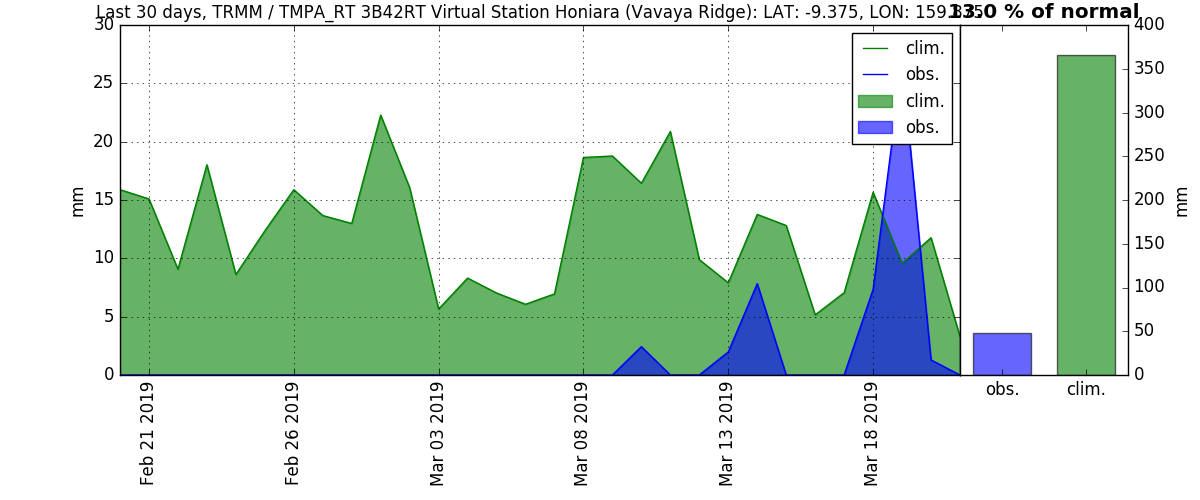 Last 30 days, TRMM / TMPA_RT 3B42RT Virtual Station Honiara (Vavaya Ridge): LAT: -9.375, LON:
13.0 % of normal
30
25
20
15
10
5
0
mm
clim.
obs.
clim.
obs.
400
350
300
250
200
150
100
50
0
mm
Feb 21 2019
Feb 26 2019
Mar 03 2019
Mar 08 2019
Mar 13 2019
Mar 18 2019
obs.
clim.